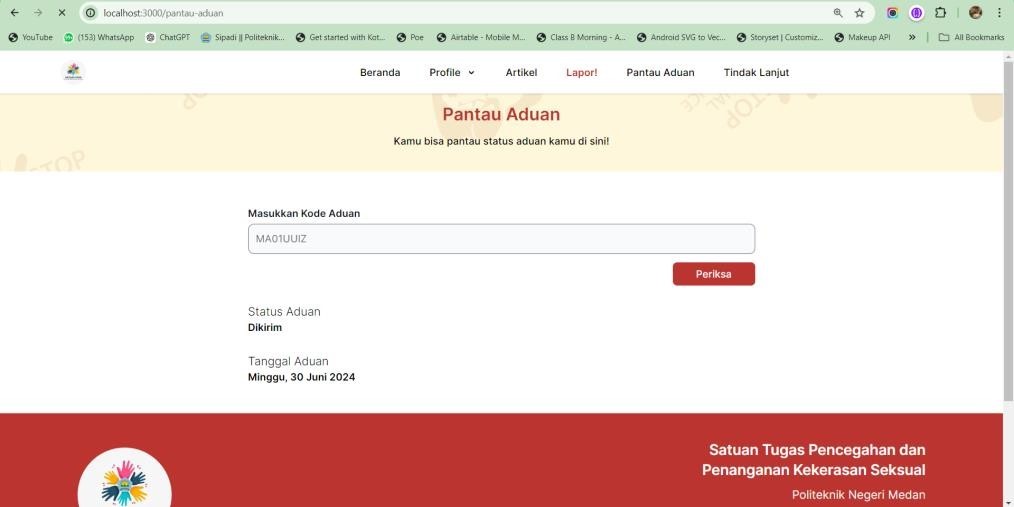 localhost:3000/pantau-aduan
YouTube (153) WhatsApp ChatGPT Sipadi || Politeknik... Get started with Kot... Poe Airtable - Mobile M... Class B Morning - A... Android SVG to Vec... Storyset | Customiz... Makeup API » All Bookmarks
Beranda Profile Artikel Lapor! Pantau Aduan Tindak Lanjut
Pantau Aduan
Kamu bisa pantau status aduan kamu di sini!
STOP
STOP
Masukkan Kode Aduan
MA01UUIZ
Periksa
Status Aduan
Dikirim
Tanggal Aduan
Minggu, 30 Juni 2024
Satuan Tugas Pencegahan dan
Penanganan Kekerasan Seksual
Politeknik Negeri Medan